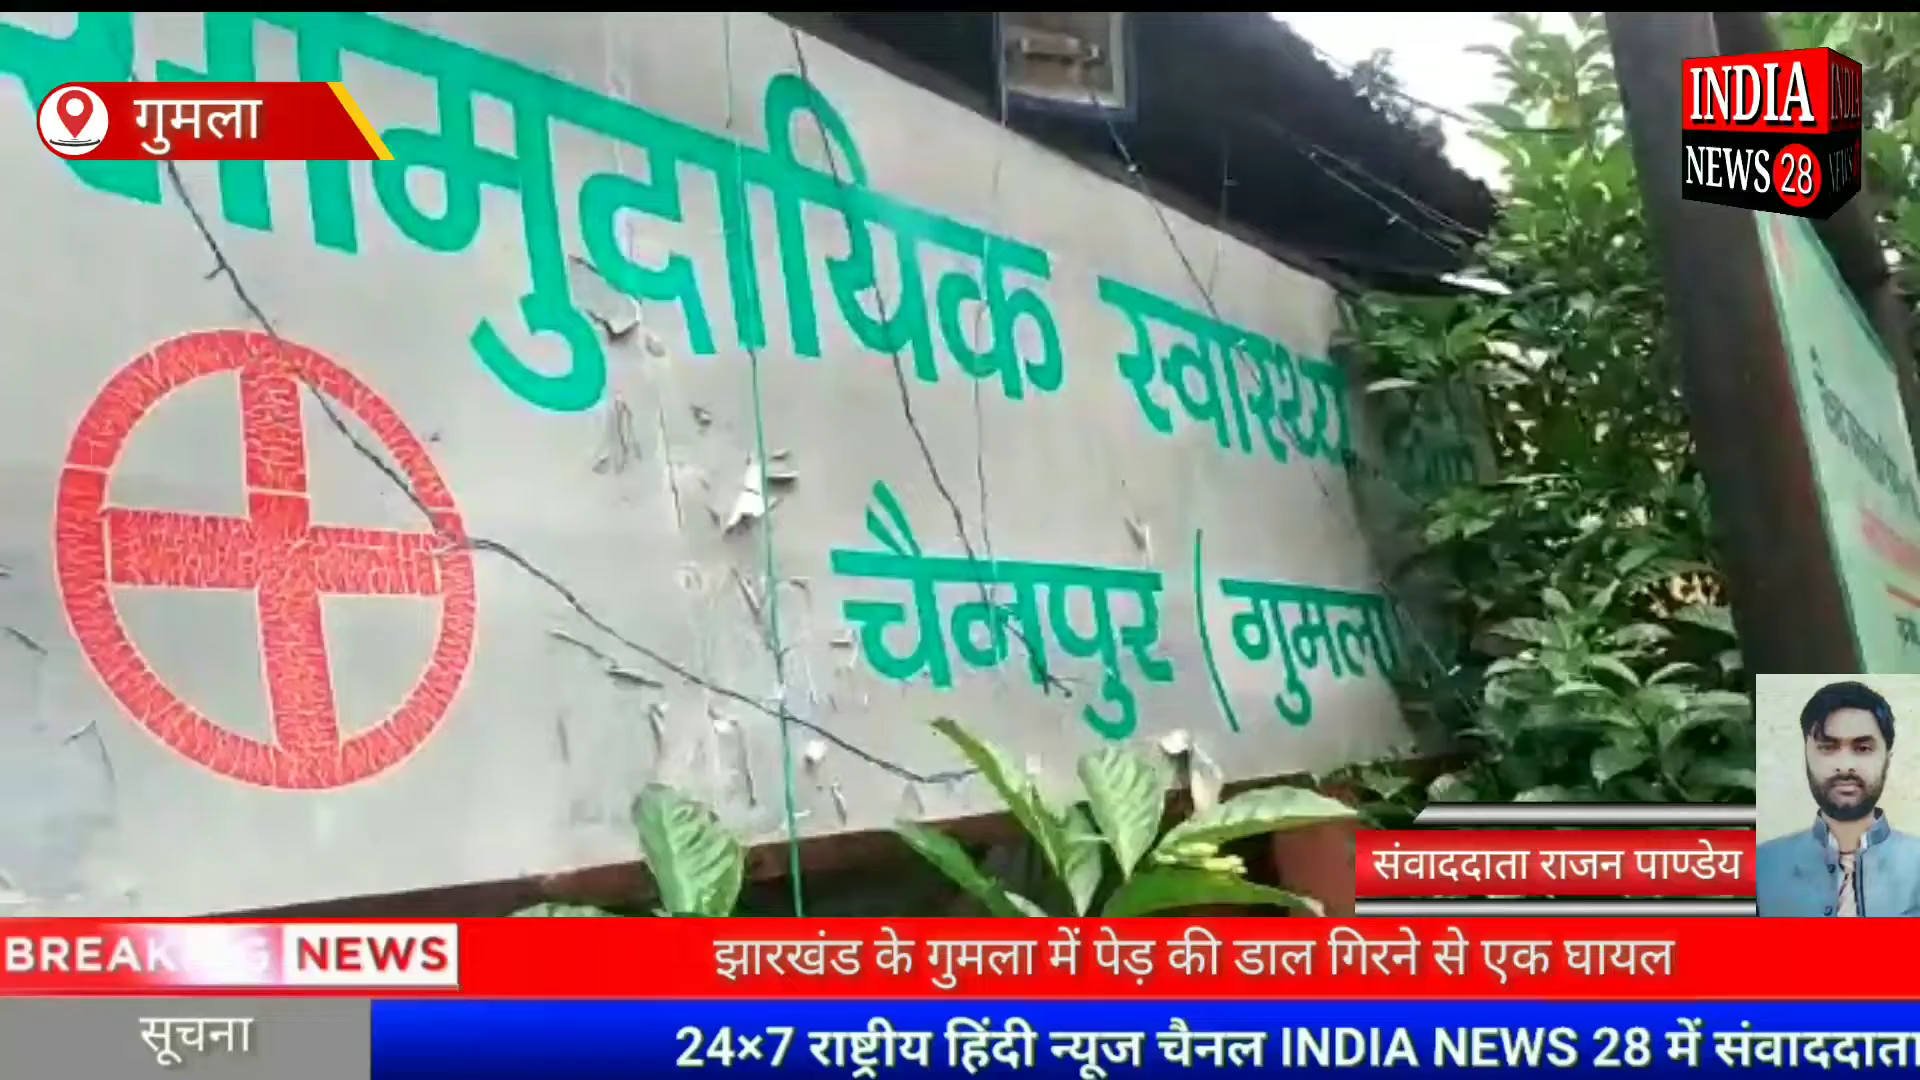 गुमला
INDIA
NEWS 28
सामुदायिक स्वास्थ्य
चैनपुर (गुमला
संवाददाता राजन पाण्डेय
BREAKING NEWS
झारखंड के गुमला में पेड़ की डाल गिरने से एक घायल
सूचना
24×7 राष्ट्रीय हिंदी न्यूज चैनल INDIA NEWS 28 में संवाददाता